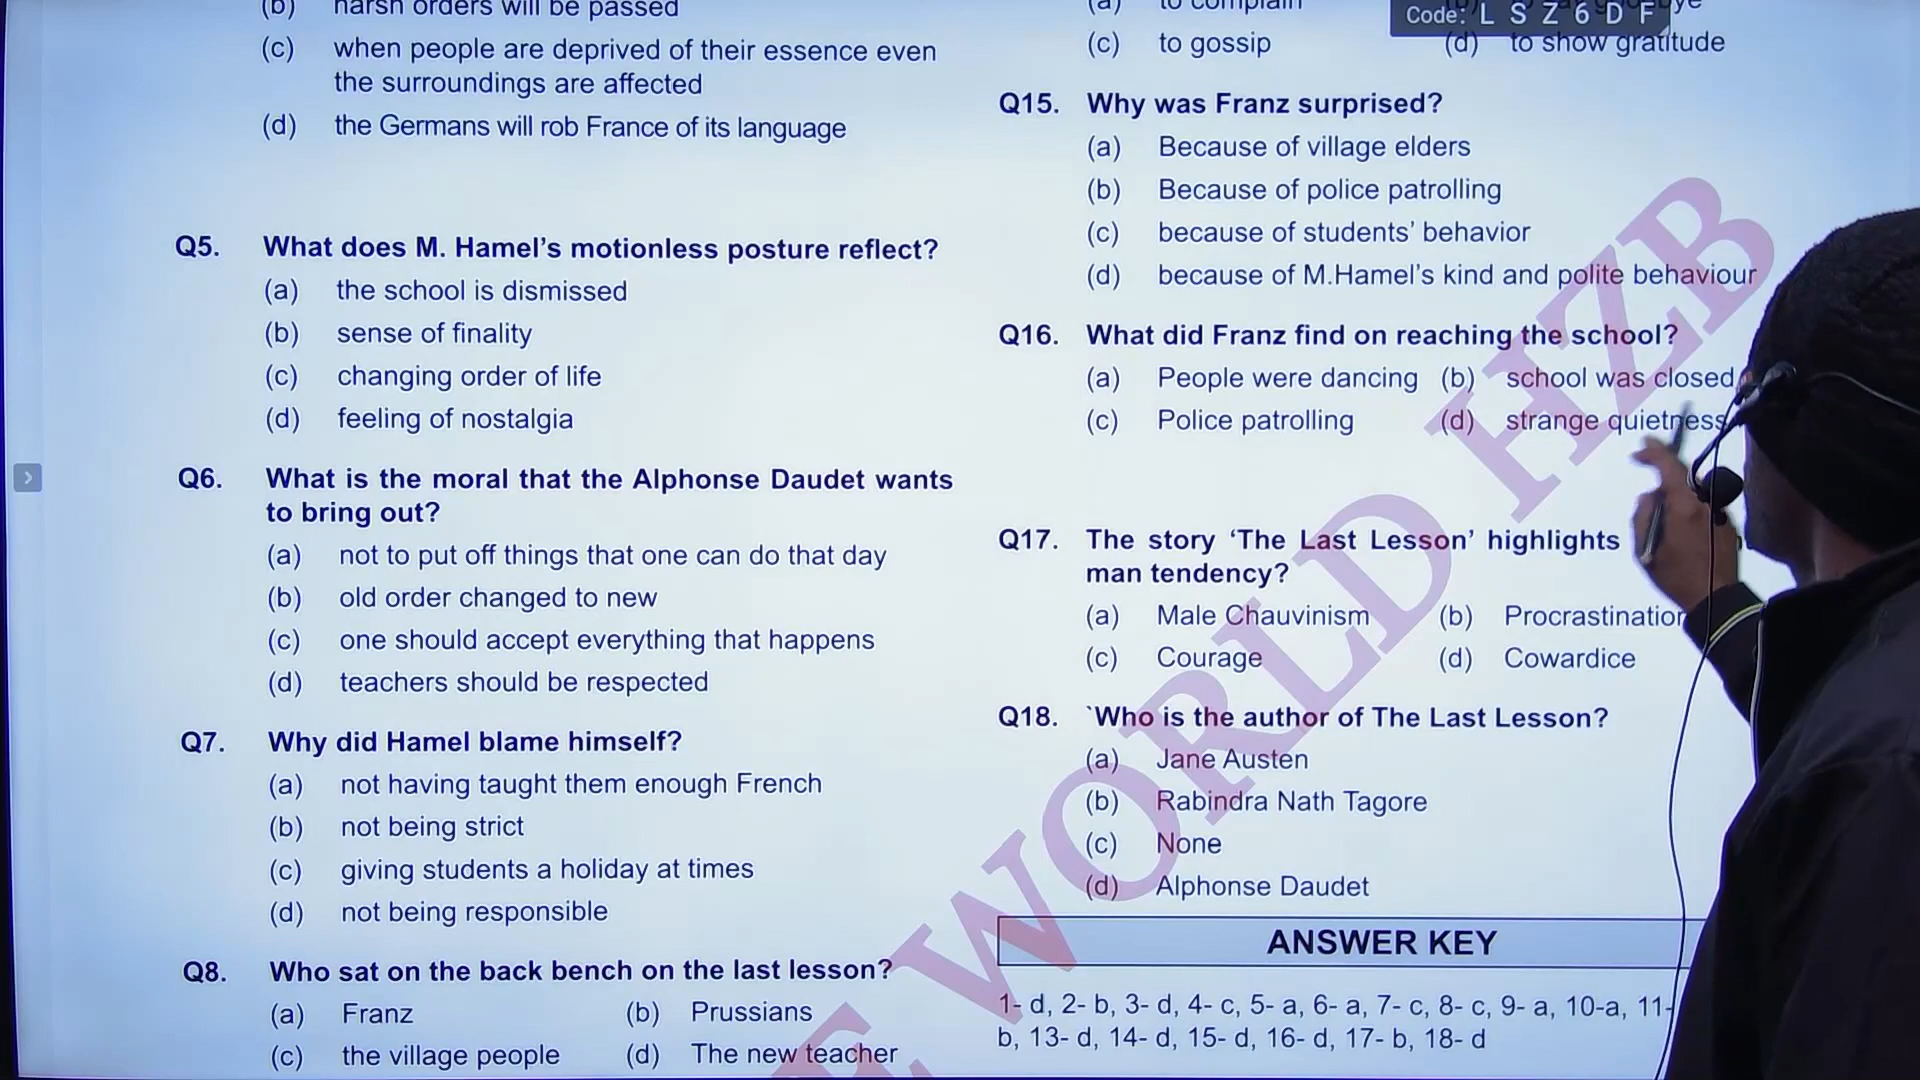 (b) harsh orders will be passed
(c) when people are deprived of their essence even
the surroundings are affected
(d) the Germans will rob France of its language
Q5. What does M. Hamel's motionless posture reflect?
(a) the school is dismissed
(b) sense of finality
(c) changing order of life
(d) feeling of nostalgia
Q6. What is the moral that the Alphonse Daudet wants
to bring out?
(a) not to put off things that one can do that day
(b) old order changed to new
(c) one should accept everything that happens
(d) teachers should be respected
Q7. Why did Hamel blame himself?
(a) not having taught them enough French
(b) not being strict
(c) giving students a holiday at times
(d) not being responsible
Q8. Who sat on the back bench on the last lesson?
(a) Franz (b) Prussians
(c) the village people (d) The new teacher
(a) to complain
Code: L S Z 6 D F
(c) to gossip (d) to show gratitude
Q15. Why was Franz surprised?
(a) Because of village elders
(b) Because of police patrolling
(c) because of students' behavior
(d) because of M.Hamel's kind and polite behaviour
Q16. What did Franz find on reaching the school?
(a) People were dancing (b) school was closed
(c) Police patrolling (d) strange quietness
Q17. The story 'The Last Lesson' highlights
man tendency?
(a) Male Chauvinism (b) Procrastination
(c) Courage (d) Cowardice
Q18. `Who is the author of The Last Lesson?
(a) Jane Austen
(b) Rabindra Nath Tagore
(c) None
(d) Alphonse Daudet
ANSWER KEY
1- d, 2- b, 3- d, 4- c, 5- a, 6- a, 7- c, 8- c, 9- a, 10-a, 11-
b, 13- d, 14- d, 15- d, 16- d, 17- b, 18- d
WORLD HZB